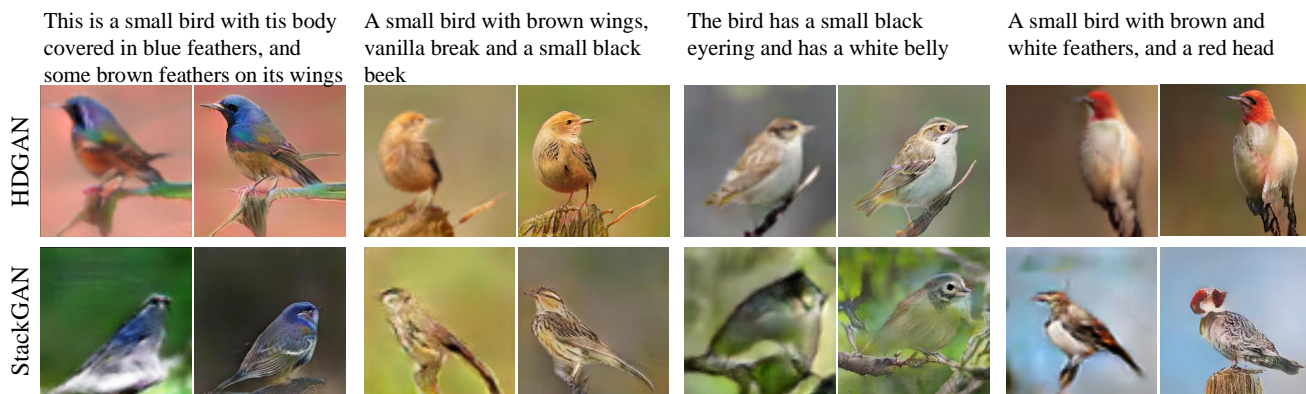 This is a small bird with tis body
covered in blue feathers, and
some brown feathers on its wings
A small bird with brown wings,
vanilla break and a small black
beek
The bird has a small black
eyering and has a white belly
A small bird with brown and
white feathers, and a red head
HDGAN
StackGAN